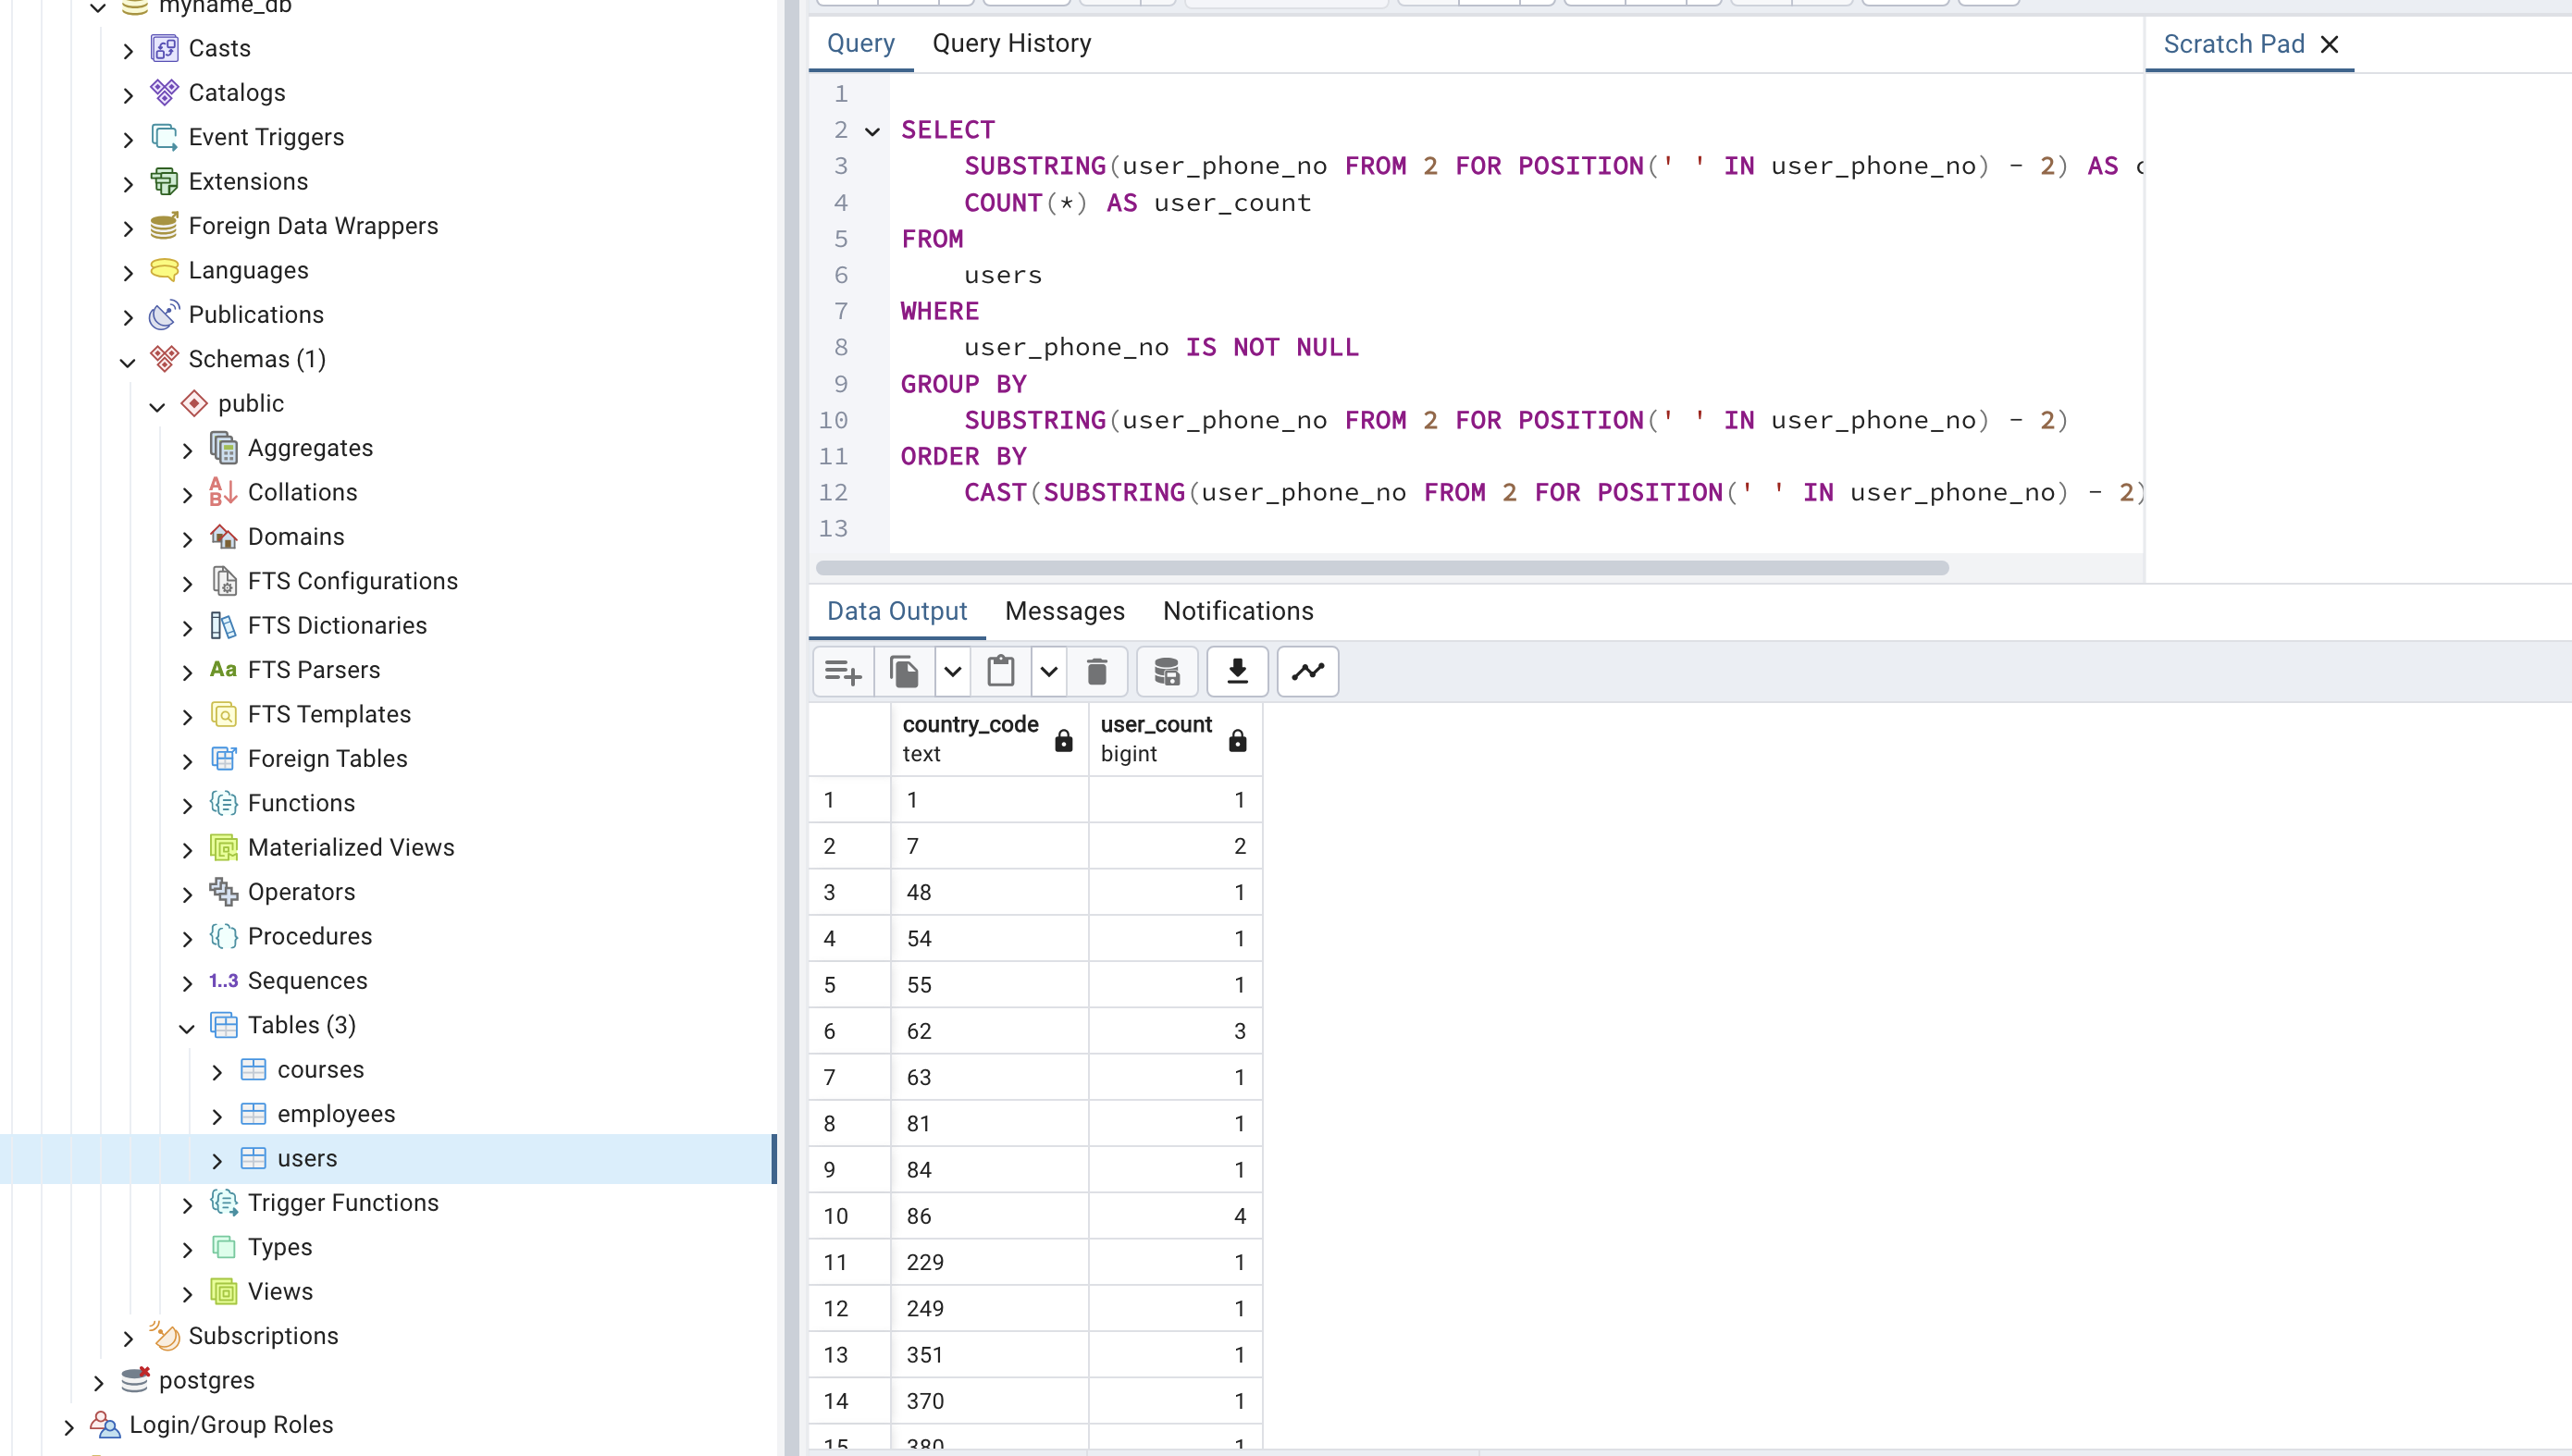 myname_db
Casts
Catalogs
Event Triggers
Extensions
Foreign Data Wrappers
Languages
Publications
Schemas (1)
public
Aggregates
Collations
Domains
FTS Configurations
FTS Dictionaries
Aa FTS Parsers
FTS Templates
Foreign Tables
Functions
Materialized Views
Operators
Procedures
1..3 Sequences
Tables (3)
courses
employees
users
Trigger Functions
Types
Views
Subscriptions
postgres
Login/Group Roles
Query Query History
Scratch Pad
1
2 SELECT
3 SUBSTRING(user_phone_no FROM 2 FOR POSITION(' ' IN user_phone_no) - 2) AS
4 COUNT(*) AS user_count
5 FROM
6 users
7 WHERE
8 user_phone_no IS NOT NULL
9 GROUP BY
10 SUBSTRING(user_phone_no FROM 2 FOR POSITION(' ' IN user_phone_no) - 2)
11 ORDER BY
12 CAST(SUBSTRING(user_phone_no FROM 2 FOR POSITION(' ' IN user_phone_no) - 2)
13
Data Output Messages Notifications
country_code user_count
text bigint
1 1 1
2 7 2
3 48 1
4 54 1
5 55 1
6 62 3
7 63 1
8 81 1
9 84 1
10 86 4
11 229 1
12 249 1
13 351 1
14 370 1
15 380 1